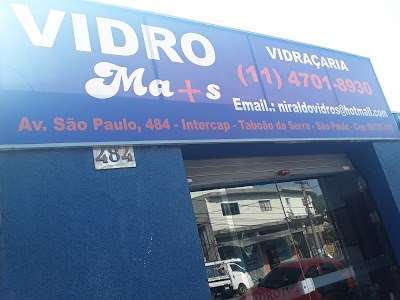 VIDRO
Ma+s
VIDRAÇARIA
(11) 4701-8930
Email.: niraldovidros@hotmail.com
Av. São Paulo, 484 - Intercap - Taboão da Serra - São Paulo - Cep
484